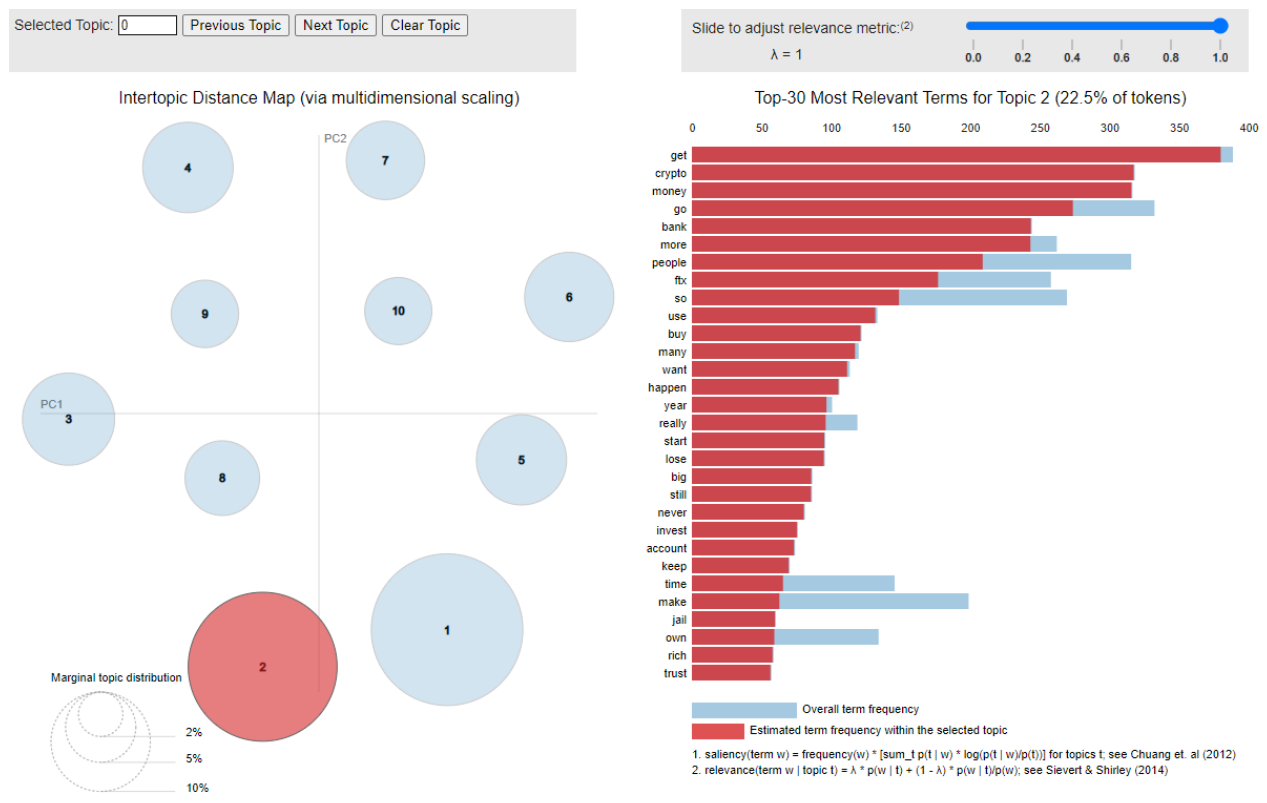 Selected Topic: 0 Previous Topic Next Topic Clear Topic
Slide to adjust relevance metric:(2)
λ = 1
0.0 0.2 0.4 0.6 0.8 1.0
Intertopic Distance Map (via multidimensional scaling)
PC2
4
7
9
10
6
PC1
3
8
5
1
2
Marginal topic distribution
2%
5%
10%
Top-30 Most Relevant Terms for Topic 2 (22.5% of tokens)
0 50 100 150 200 250 300 350 400
get
crypto
money
go
bank
more
people
ftx
so
use
buy
many
want
happen
year
really
start
lose
big
still
never
invest
account
keep
time
make
jail
own
rich
trust
Overall term frequency
Estimated term frequency within the selected topic
1. saliency(term w) = frequency(w) * [sum_t p(t | w) * log(p(t | w)/p(t))] for topics t; see Chuang et. al (2012)
2. relevance(term w | topic t) = λ * p(w | t) + (1 - λ) * p(w | t)/p(w); see Sievert & Shirley (2014)